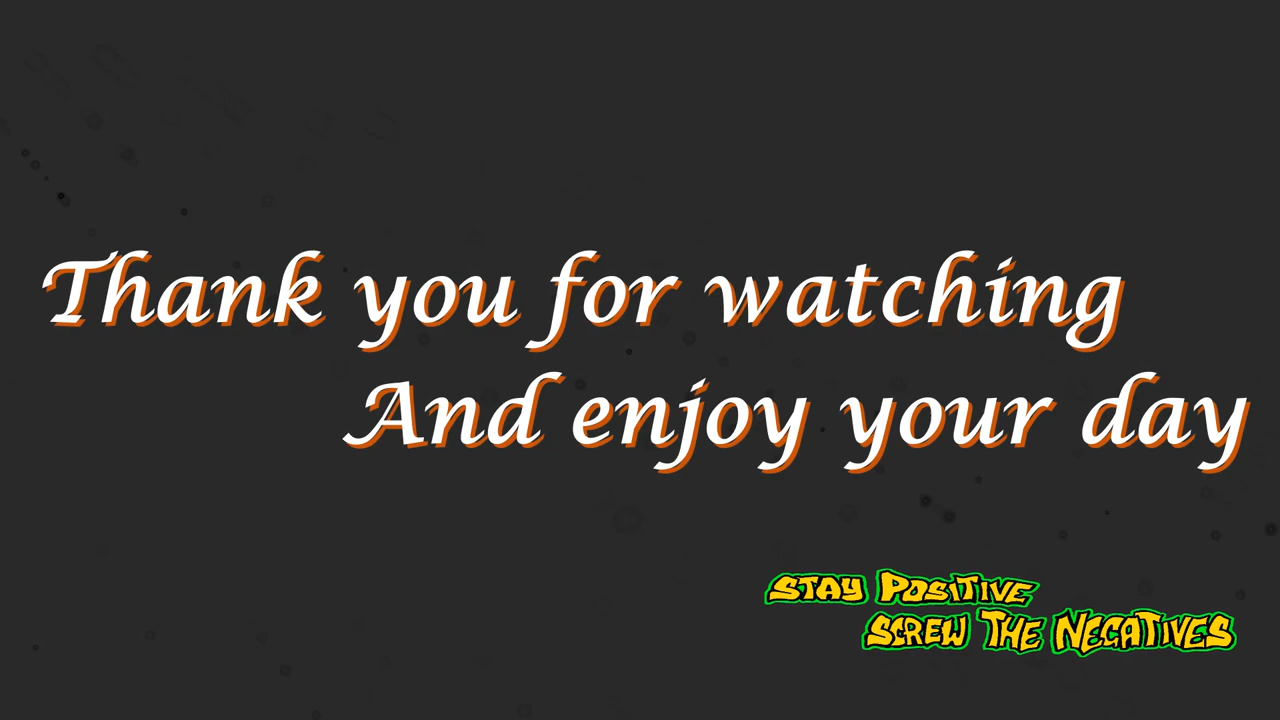 Thank you for watching
And enjoy your day
STAY POSITIVE
SCREW THE NEGATIVES